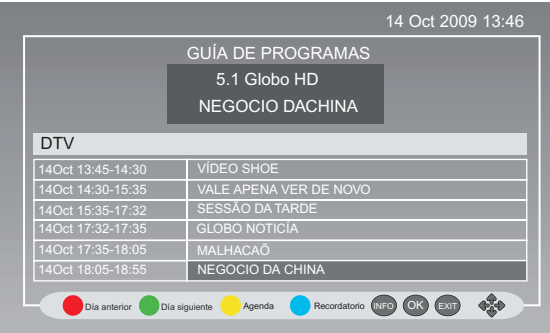 14 Oct 2009 13:46
GUÍA DE PROGRAMAS
5.1 Globo HD
NEGOCIO DACHINA
DTV
14Oct 13:45-14:30 VÍDEO SHOE
14Oct 14:30-15:35 VALE APENA VER DE NOVO
14Oct 15:35-17:32 SESSÃO DA TARDE
14Oct 17:32-17:35 GLOBO NOTICÍA
14Oct 17:35-18:05 MALHACAÕ
14Oct 18:05-18:55 NEGOCIO DA CHINA
Día anterior Día siguiente Agenda Recordatorio INFO OK EXIT